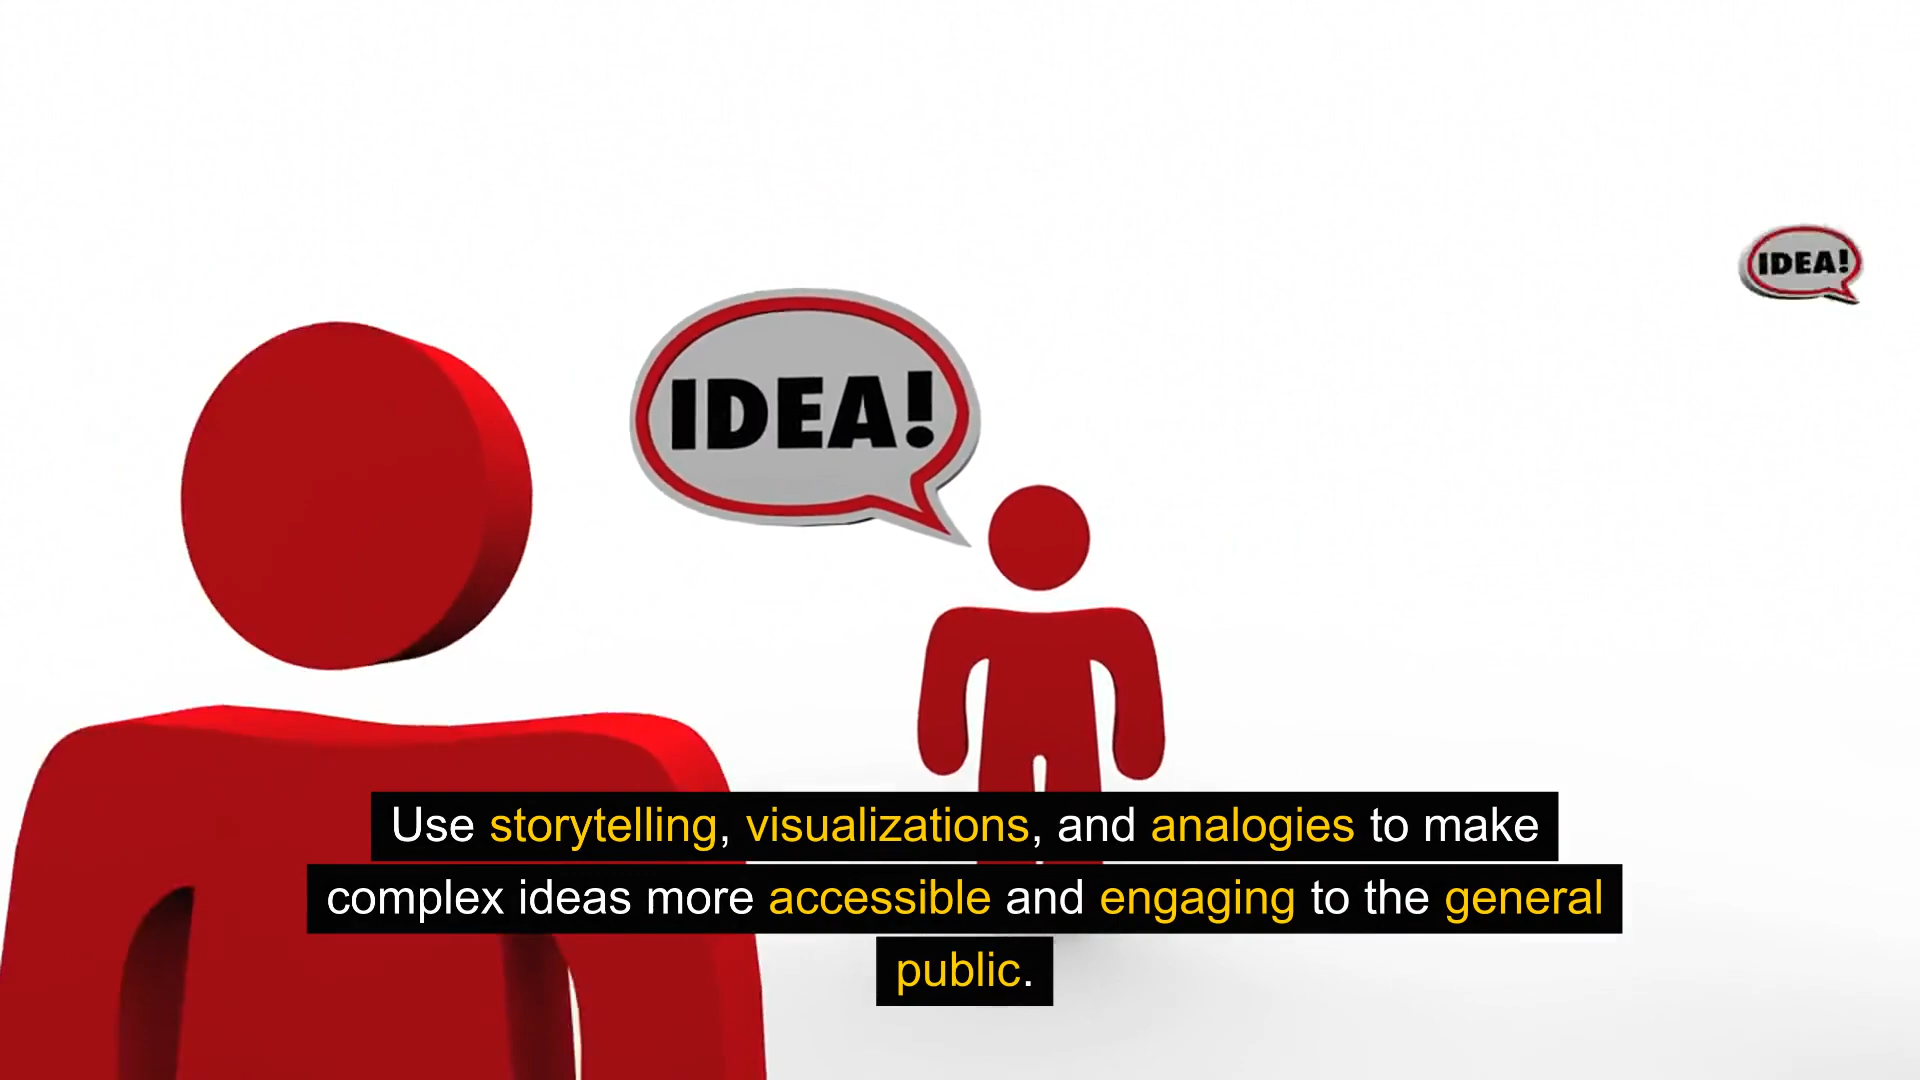 IDEA!
IDEA!
Use storytelling, visualizations, and analogies to make
complex ideas more accessible and engaging to the general
public.